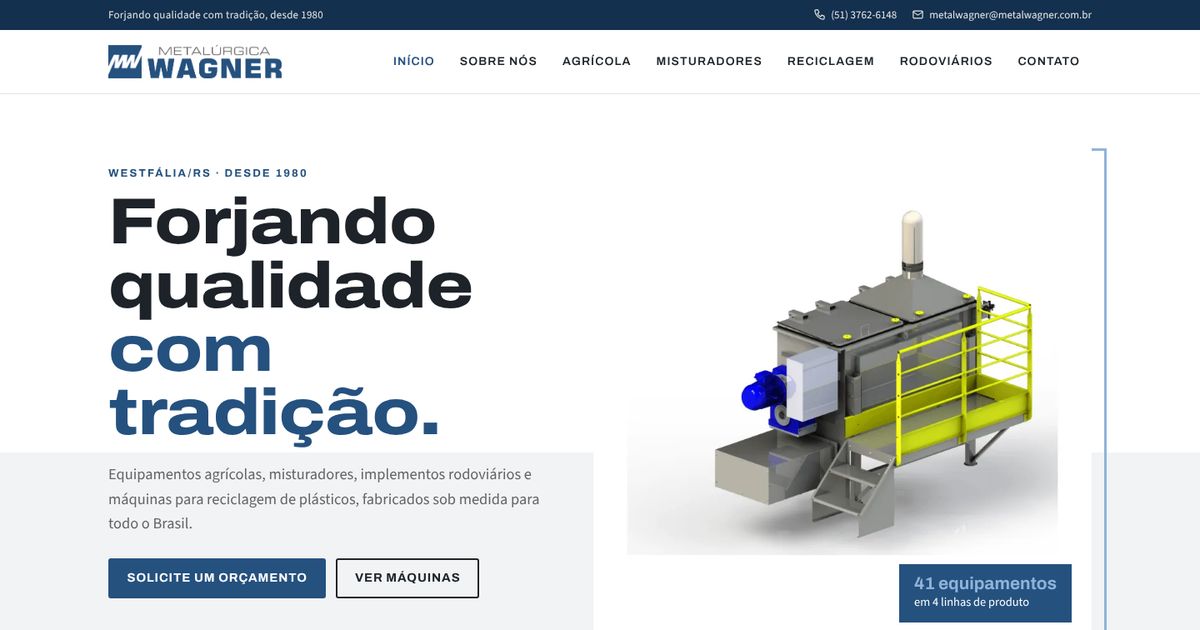 Forjando qualidade com tradição, desde 1980
(51) 3762-6148
metalwagner@metalwagner.com.br
METALÚRGICA
WAGNER
INÍCIO
SOBRE NÓS
AGRÍCOLA
MISTURADORES
RECICLAGEM
RODOVIÁRIOS
CONTATO
WESTFÁLIA/RS · DESDE 1980
Forjando
qualidade
com
tradição.
Equipamentos agrícolas, misturadores, implementos rodoviários e
máquinas para reciclagem de plásticos, fabricados sob medida para
todo o Brasil.
SOLICITE UM ORÇAMENTO
VER MÁQUINAS
41 equipamentos
em 4 linhas de produto